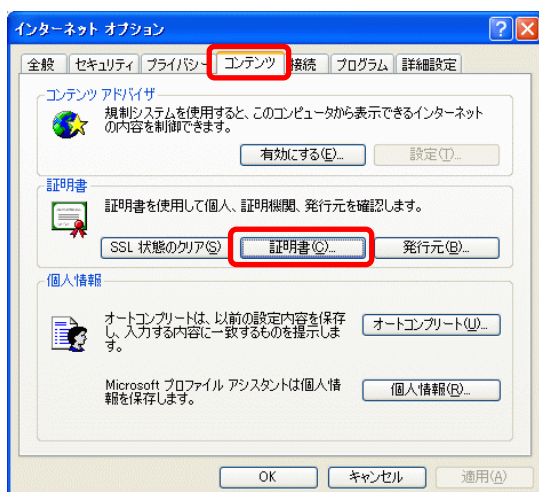 インターネット オプション
全般 セキュリティ プライバシー コンテンツ 接続 プログラム 詳細設定
コンテンツ アドバイザ
規制システムを使用すると、このコンピュータから表示できるインターネット
の内容を制御できます。
有効にする(E)... 設定(T)...
証明書
証明書を使用して個人、証明機関、発行元を確認します。
SSL 状態のクリア(S) 証明書(C)... 発行元(B)...
個人情報
オートコンプリートは、以前の設定内容を保存
し、入力する内容に一致するものを提示しま
す。
オートコンプリート(U)...
Microsoft プロファイル アシスタントは個人情
報を保存します。
個人情報(R)...
OK キャンセル 適用(A)